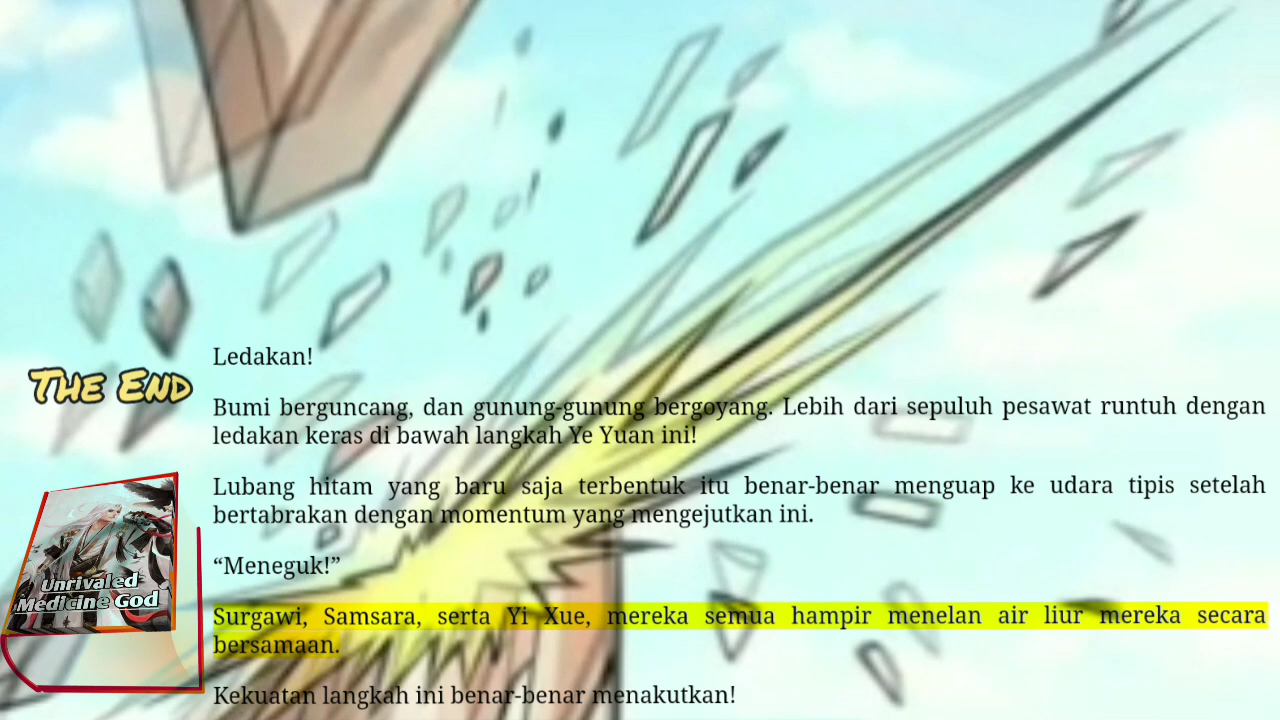 Ledakan!
THE END
Bumi berguncang, dan gunung-gunung bergoyang. Lebih dari sepuluh pesawat runtuh dengan
ledakan keras di bawah langkah Ye Yuan ini!
Lubang hitam yang baru saja terbentuk itu benar-benar menguap ke udara tipis setelah
bertabrakan dengan momentum yang mengejutkan ini.
“Meneguk!”
Unrivaled
Medicine God
Surgawi, Samsara, serta Yi Xue, mereka semua hampir menelan air liur mereka secara
bersamaan.
Kekuatan langkah ini benar-benar menakutkan!